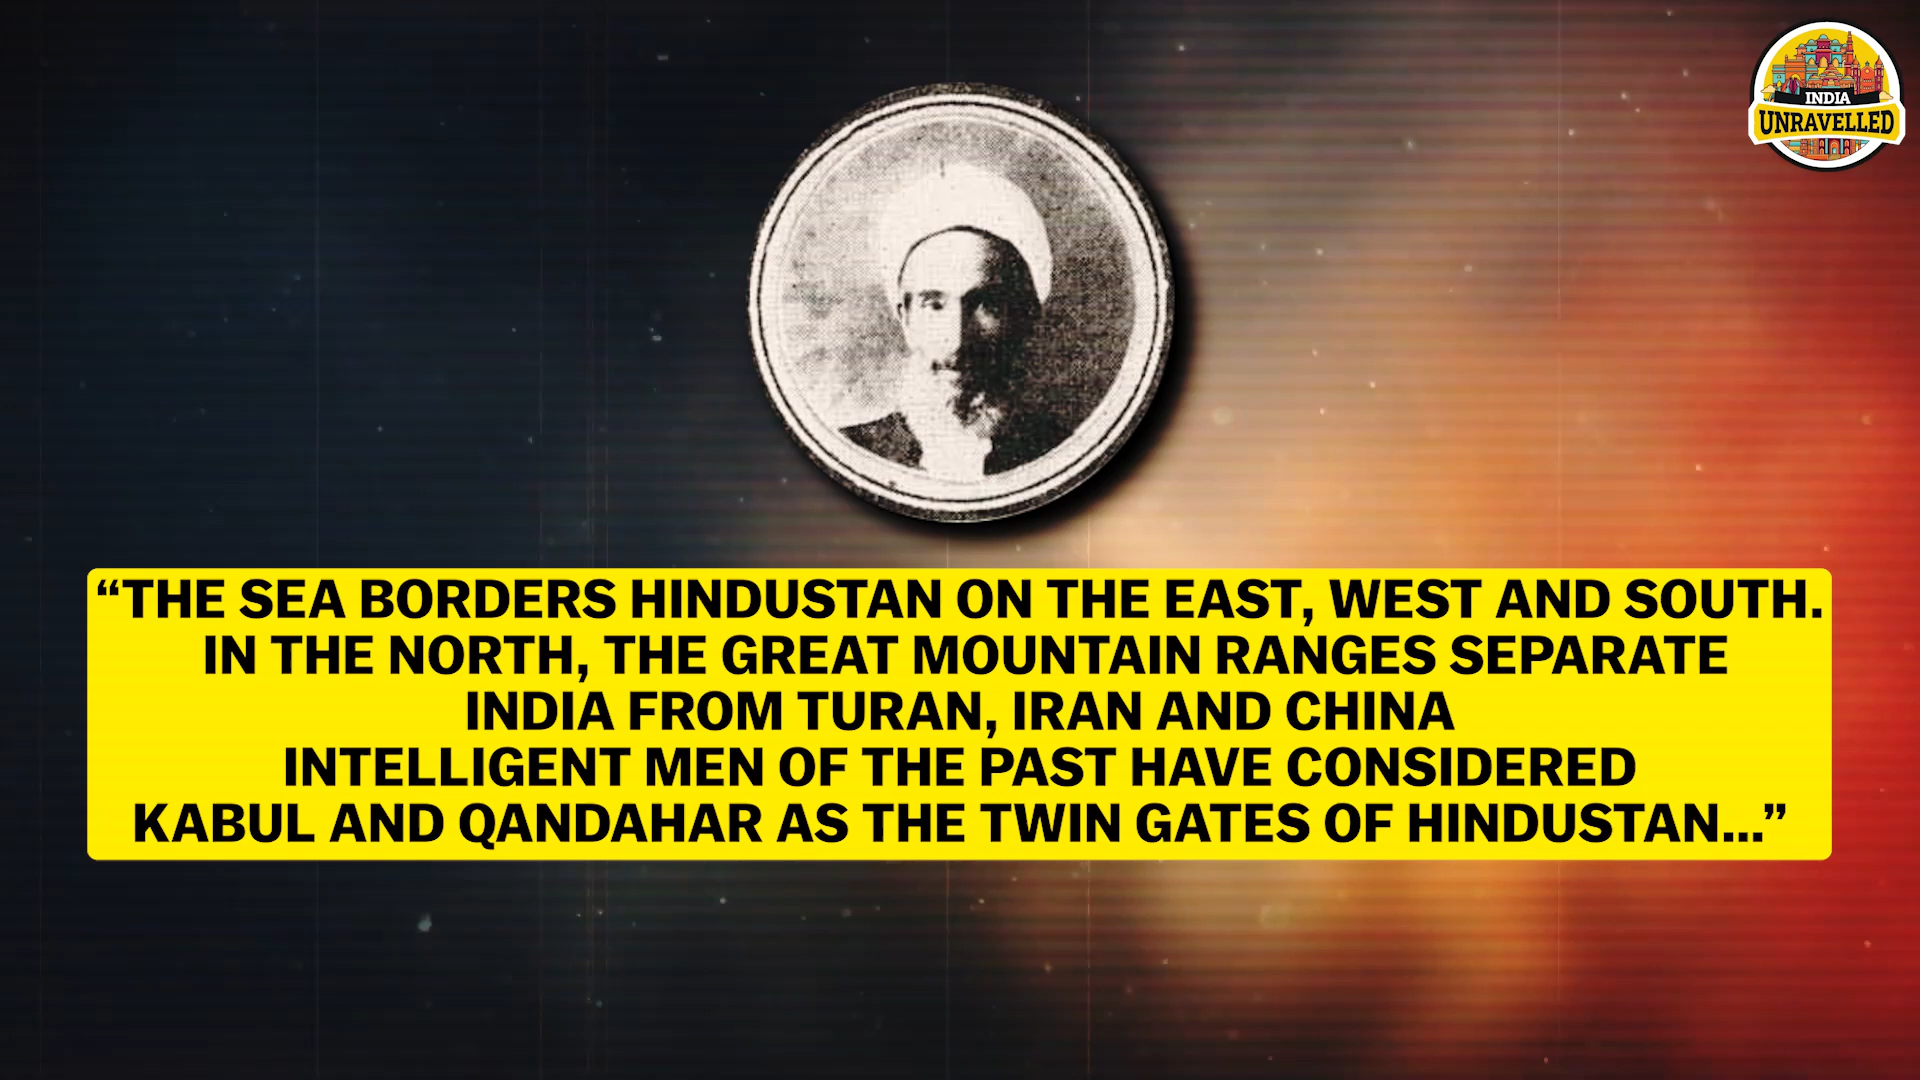 INDIA
UNRAVELLED
“THE SEA BORDERS HINDUSTAN ON THE EAST, WEST AND SOUTH.
IN THE NORTH, THE GREAT MOUNTAIN RANGES SEPARATE
INDIA FROM TURAN, IRAN AND CHINA
INTELLIGENT MEN OF THE PAST HAVE CONSIDERED
KABUL AND QANDAHAR AS THE TWIN GATES OF HINDUSTAN...”